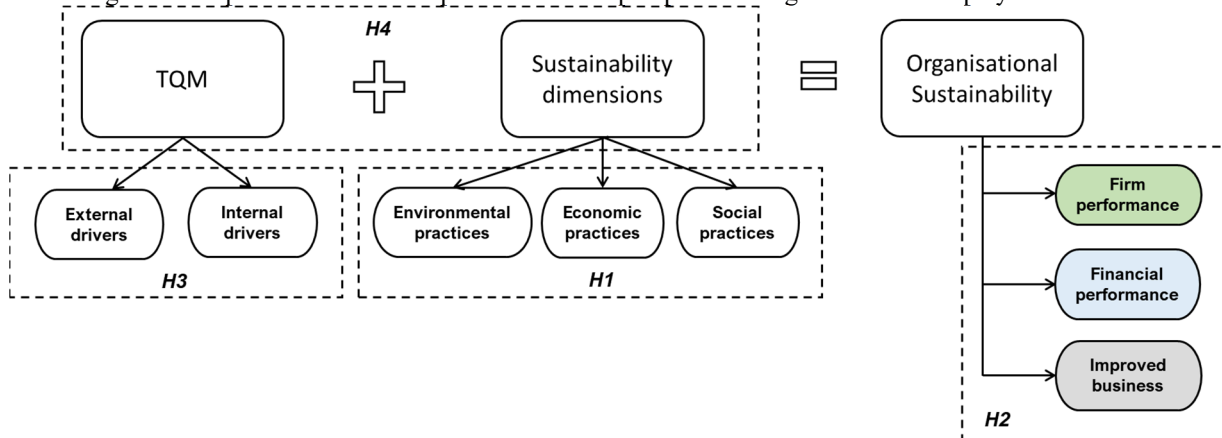 H4
TQM
Sustainability
dimensions
Organisational
Sustainability
External
drivers
Internal
drivers
H3
Environmental
practices
Economic
practices
Social
practices
H1
Firm
performance
Financial
performance
Improved
business
H2